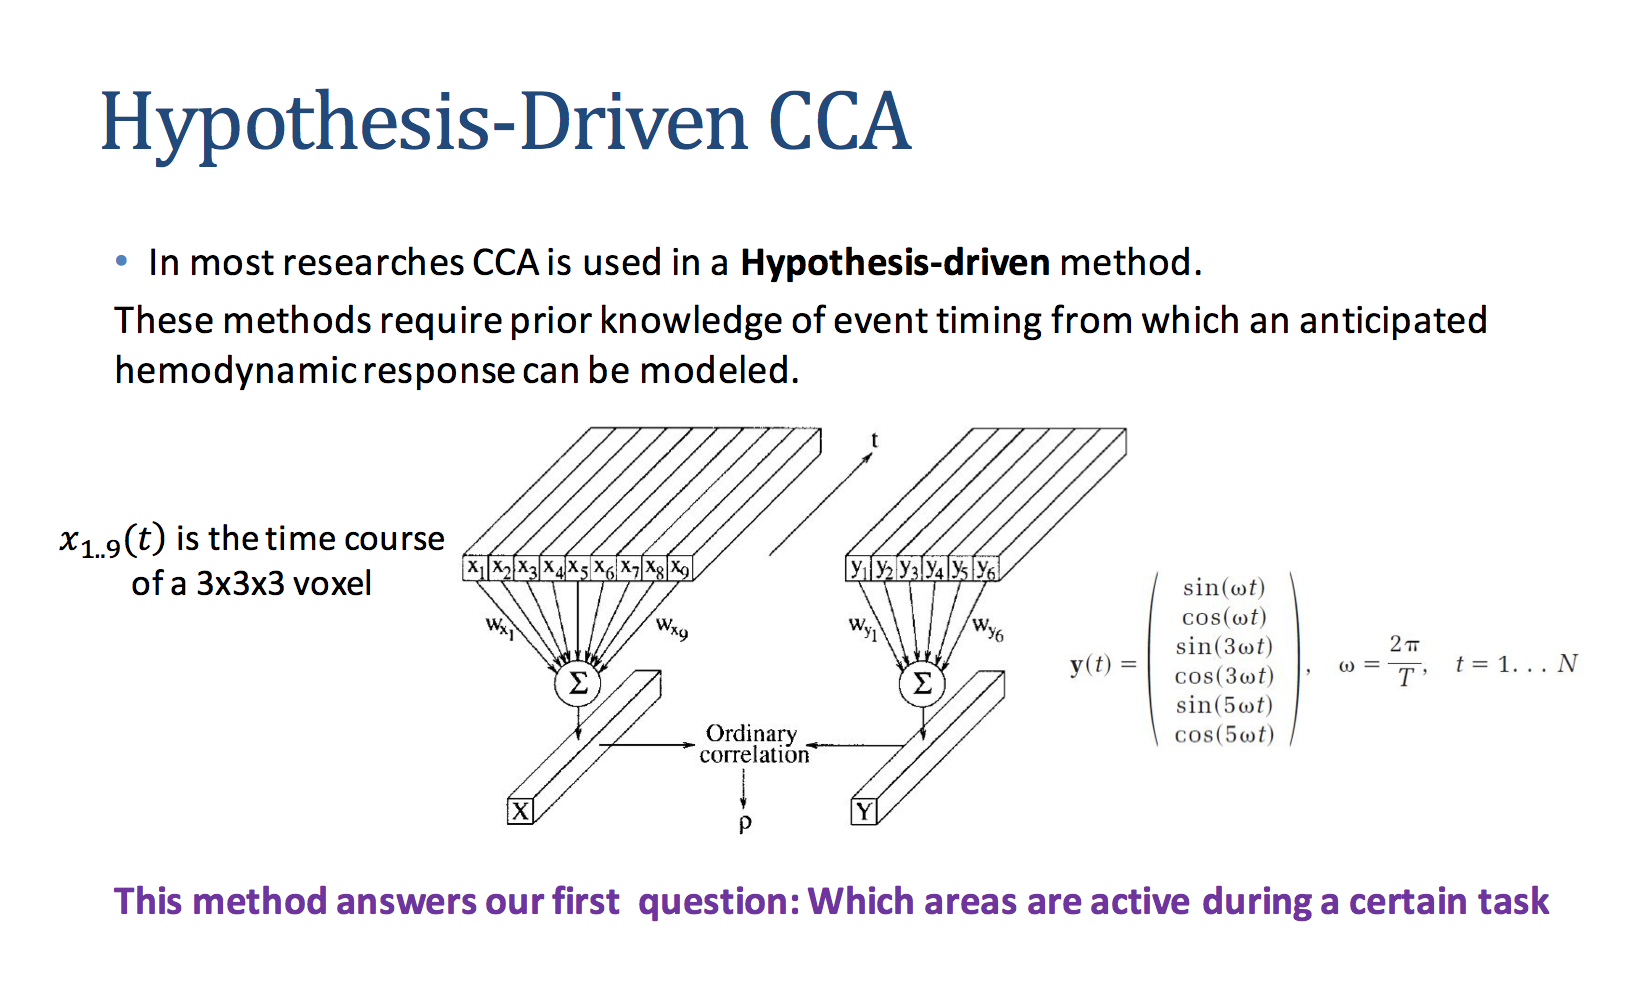 Hypothesis-Driven CCA
• In most researches CCA is used in a Hypothesis-driven method.
These methods require prior knowledge of event timing from which an anticipated
hemodynamic response can be modeled.
t
x₁..₉(t) is the time course
of a 3x3x3 voxel
x₁ x₂ x₃ x₄ x₅ x₆ x₇ x₈ x₉
y₁ y₂ y₃ y₄ y₅ y₆
w_x₁ w_x₉
w_y₁ w_y₆
Σ Σ
y(t) = ( sin(ωt)
cos(ωt)
sin(3ωt)
cos(3ωt)
sin(5ωt)
cos(5ωt) ), ω = 2π/T, t = 1... N
Ordinary
correlation
X Y
ρ
This method answers our first question: Which areas are active during a certain task